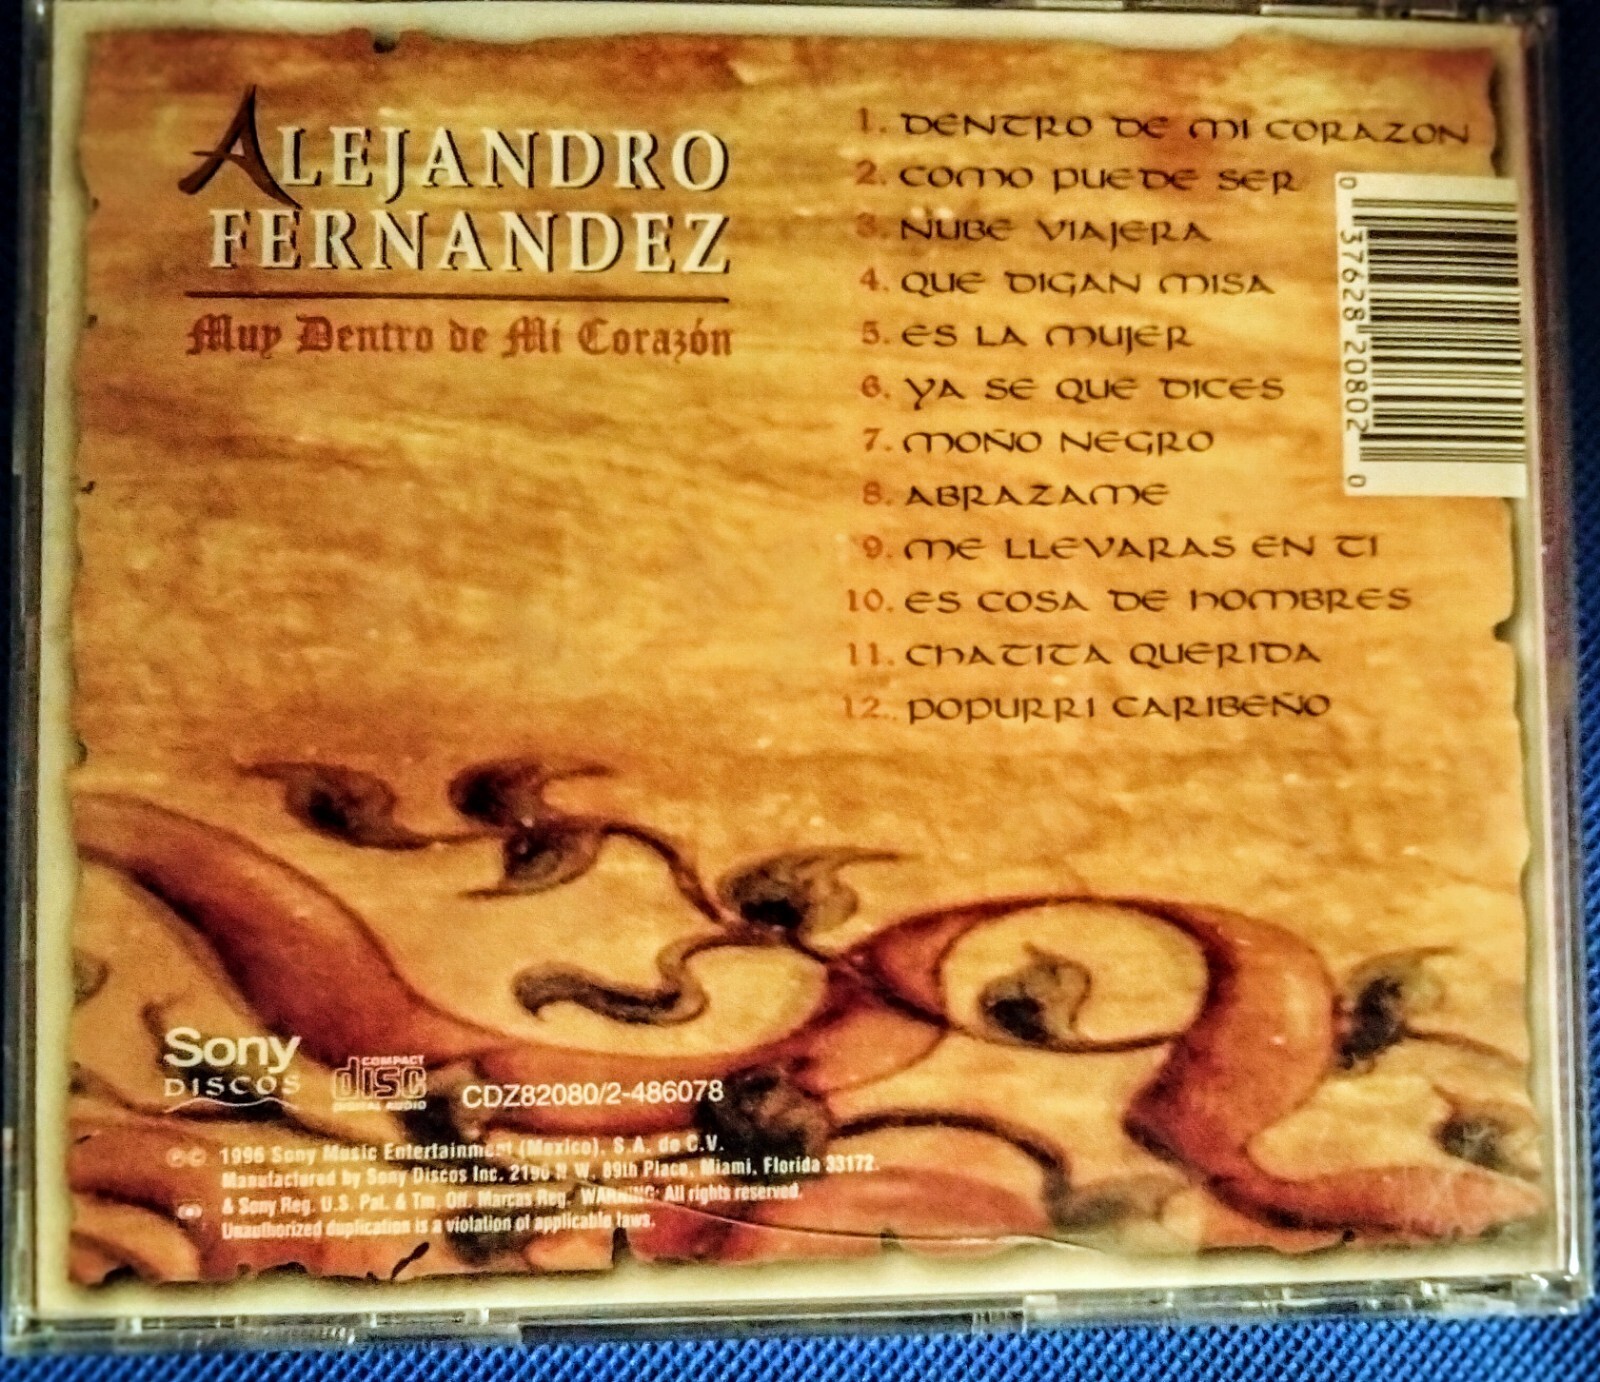 ALEJANDRO
FERNANDEZ
Muy Dentro de Mi Corazón
1. DENTRO DE MI CORAZON
2. COMO PUEDE SER
3. NUBE VIAJERA
4. QUE DIGAN MISA
5. ES LA MUJER
6. YA SE QUE DICES
7. MOÑO NEGRO
8. ABRAZAME
9. ME LLEVARAS EN TI
10. ES COSA DE HOMBRES
11. CHATITA QUERIDA
12. POPURRI CARIBEÑO
0 37628 20802 0
Sony
DISCOS
COMPACT
disc
DIGITAL AUDIO
CDZ82080/2-486078
℗© 1996 Sony Music Entertainment (Mexico), S.A. de C.V.
Manufactured by Sony Discos Inc. 2190 N.W. 89th Place, Miami, Florida 33172.
& Sony Reg. U.S. Pat. & Tm. Off. Marcas Reg. WARNING: All rights reserved.
Unauthorized duplication is a violation of applicable laws.